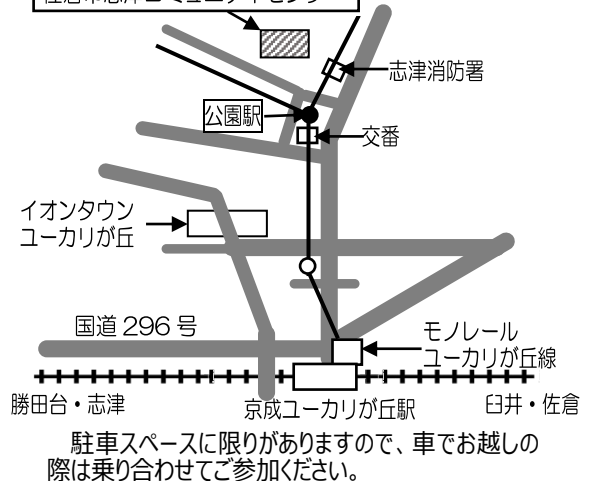 志津消防署
公園駅
交番
イオンタウン
ユーカリが丘
国道 296 号
モノレール
ユーカリが丘線
勝田台・志津
京成ユーカリが丘駅
臼井・佐倉
駐車スペースに限りがありますので、車でお越しの
際は乗り合わせてご参加ください。